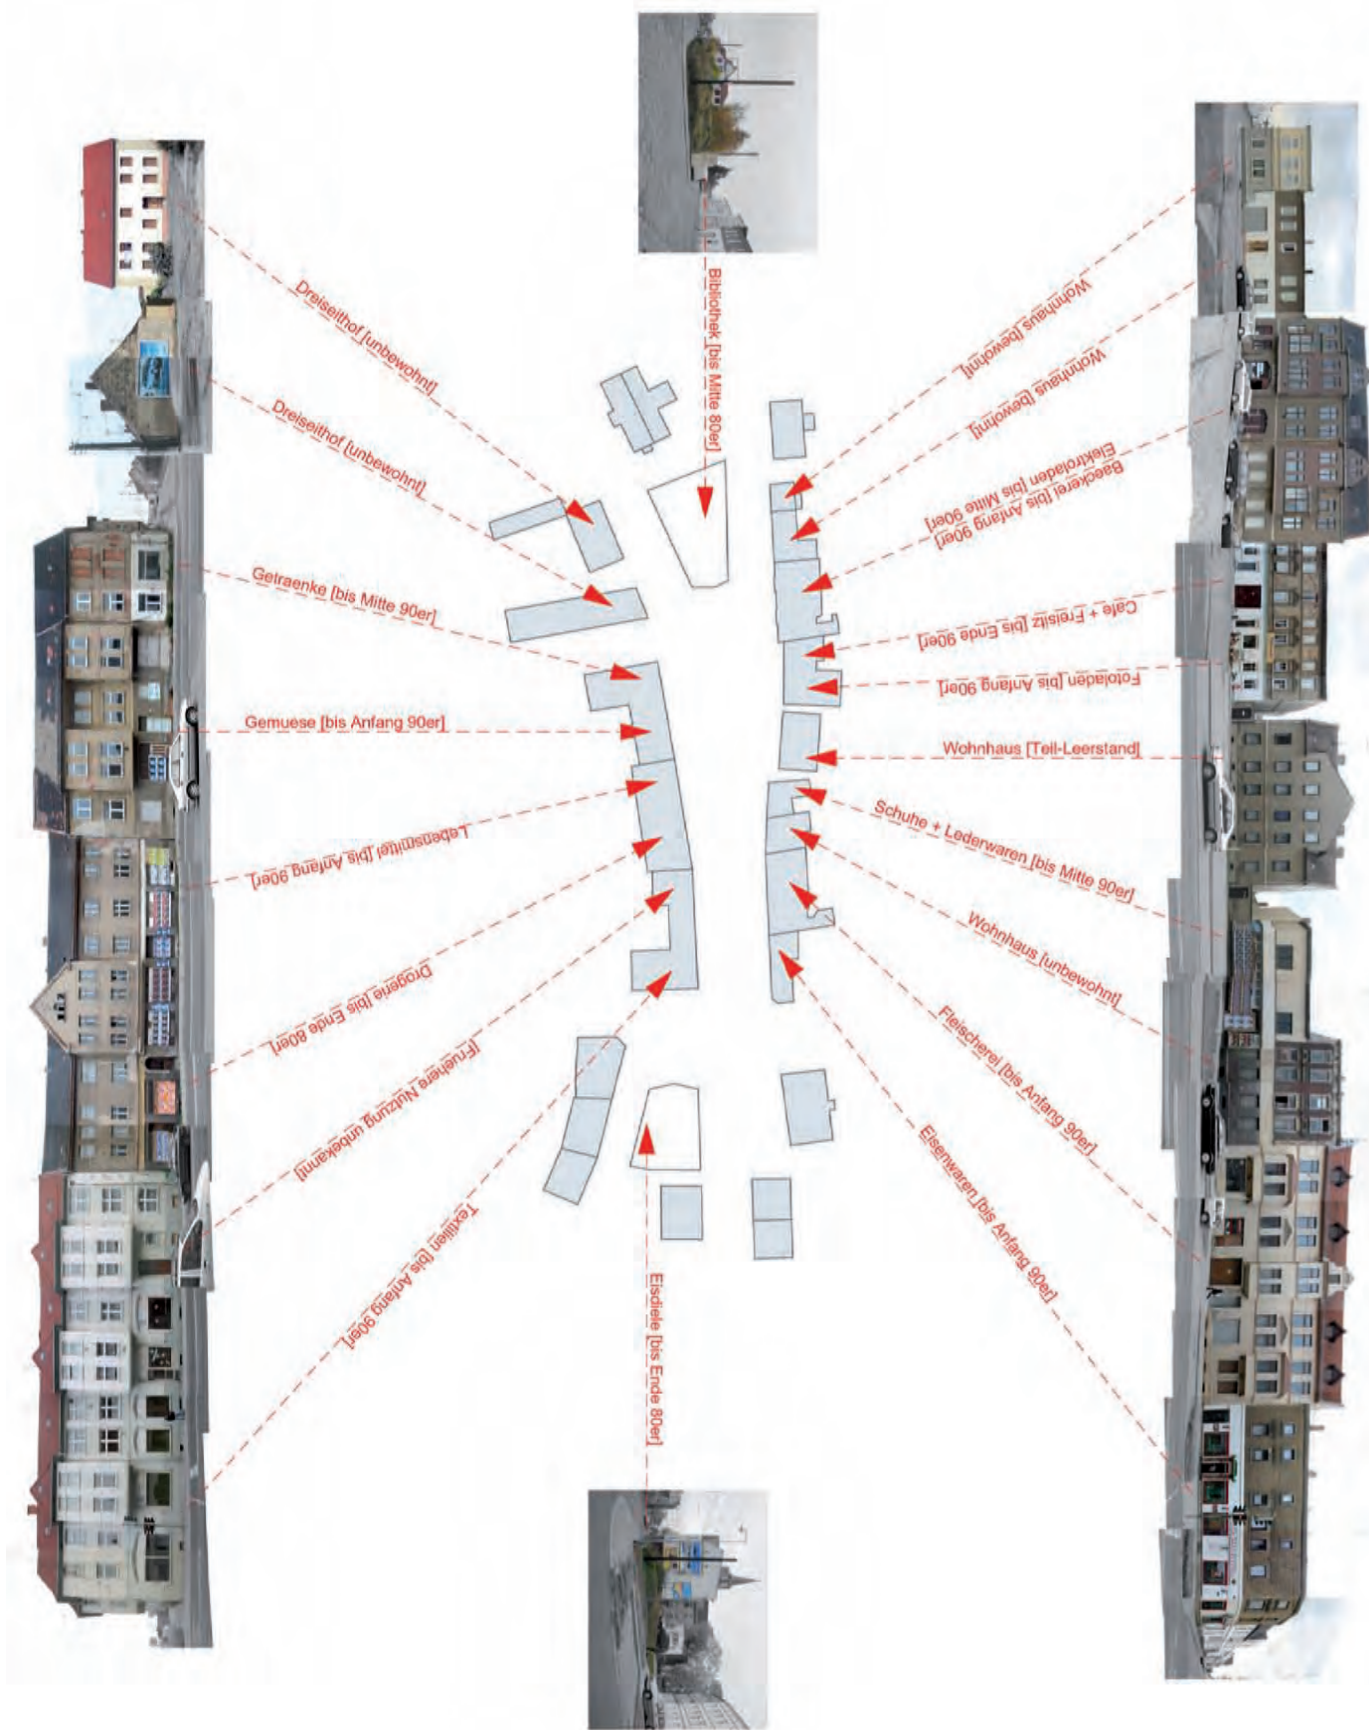 Bibliothek [bis Mitte 80er]
Dreiseithof [unbewohnt]
Dreiseithof [unbewohnt]
Getraenke [bis Mitte 90er]
Gemuese [bis Anfang 90er]
Lebensmittel [bis Anfang 90er]
Drogerie [bis Ende 80er]
[Fruehere Nutzung unbekannt]
Textilien [bis Anfang 90er]
Wohnhaus [bewohnt]
Wohnhaus [bewohnt]
Elektroladen [bis Mitte 90er]
Baeckerei [bis Anfang 90er]
Cafe + Freisitz [bis Ende 90er]
Fotoladen [bis Anfang 90er]
Wohnhaus [Teil-Leerstand]
Schuhe + Lederwaren [bis Mitte 90er]
Wohnhaus [unbewohnt]
Fleischerei [bis Anfang 90er]
Eisenwaren [bis Anfang 90er]
Eisdiele [bis Ende 80er]